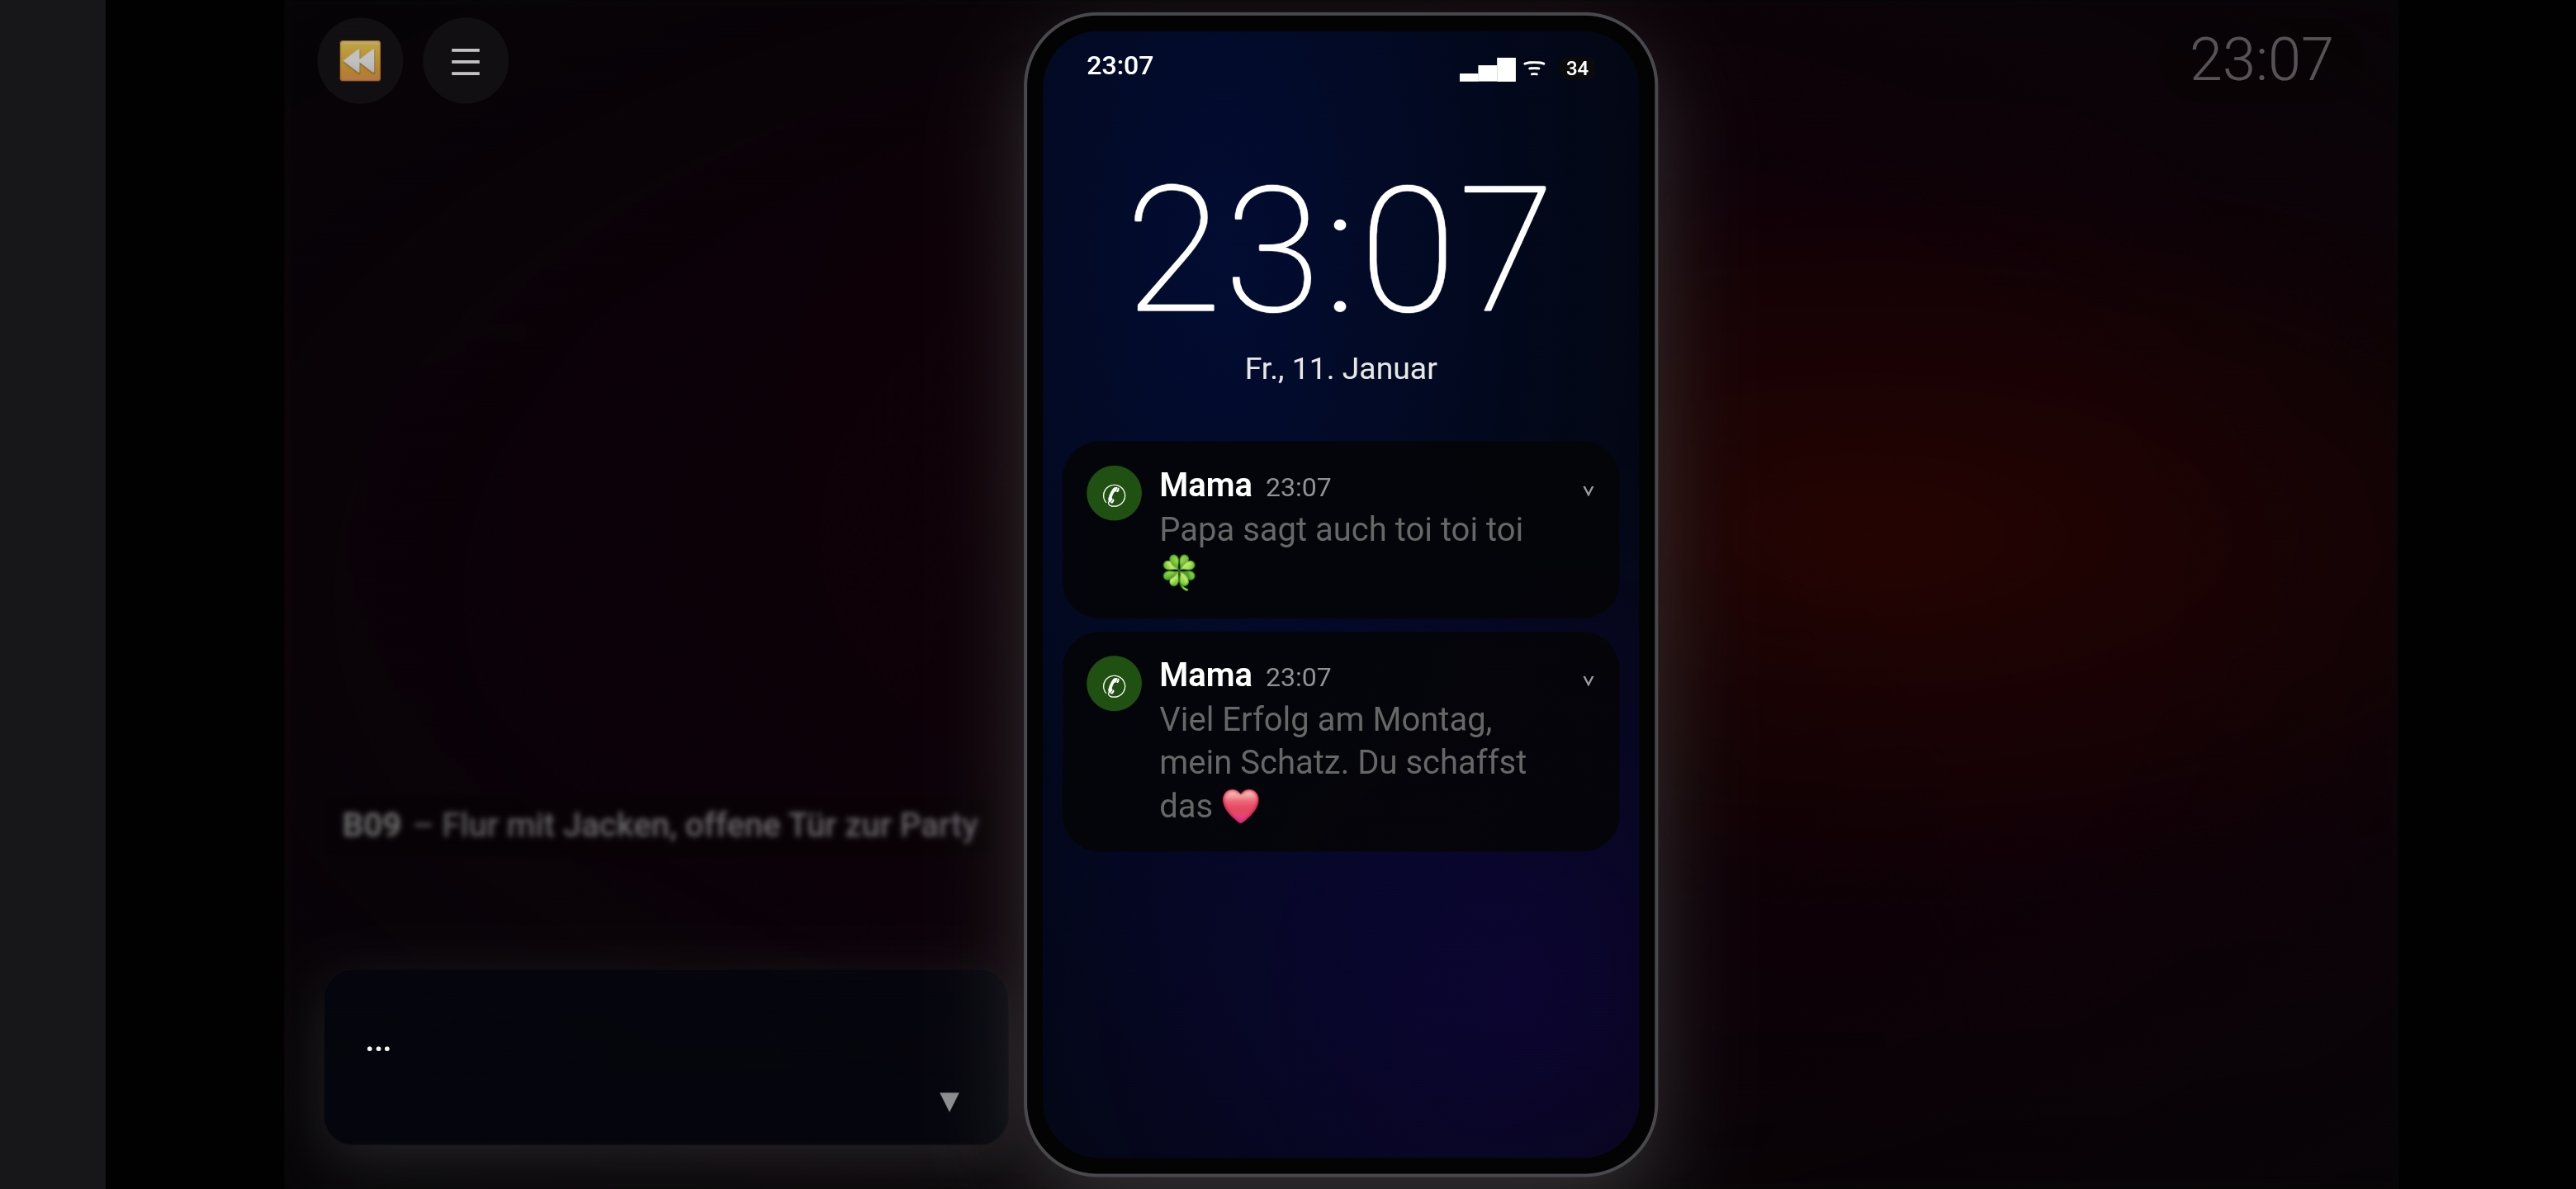 23:07
23:07
34
23:07
Fr., 11. Januar
Mama 23:07
Papa sagt auch toi toi toi
🍀
Mama 23:07
Viel Erfolg am Montag,
mein Schatz. Du schaffst
das ❤️
B09 – Flur mit Jacken, offene Tür zur Party
...